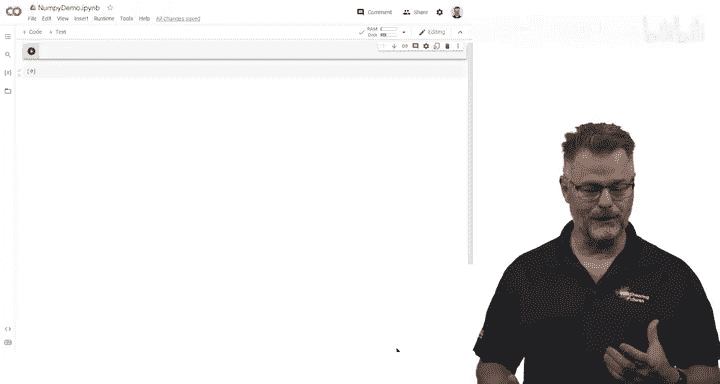 NumpyDemo.ipynb
File Edit View Insert Runtime Tools Help All changes saved
Comment Share
+ Code + Text
RAM
Disk
Editing
[9]